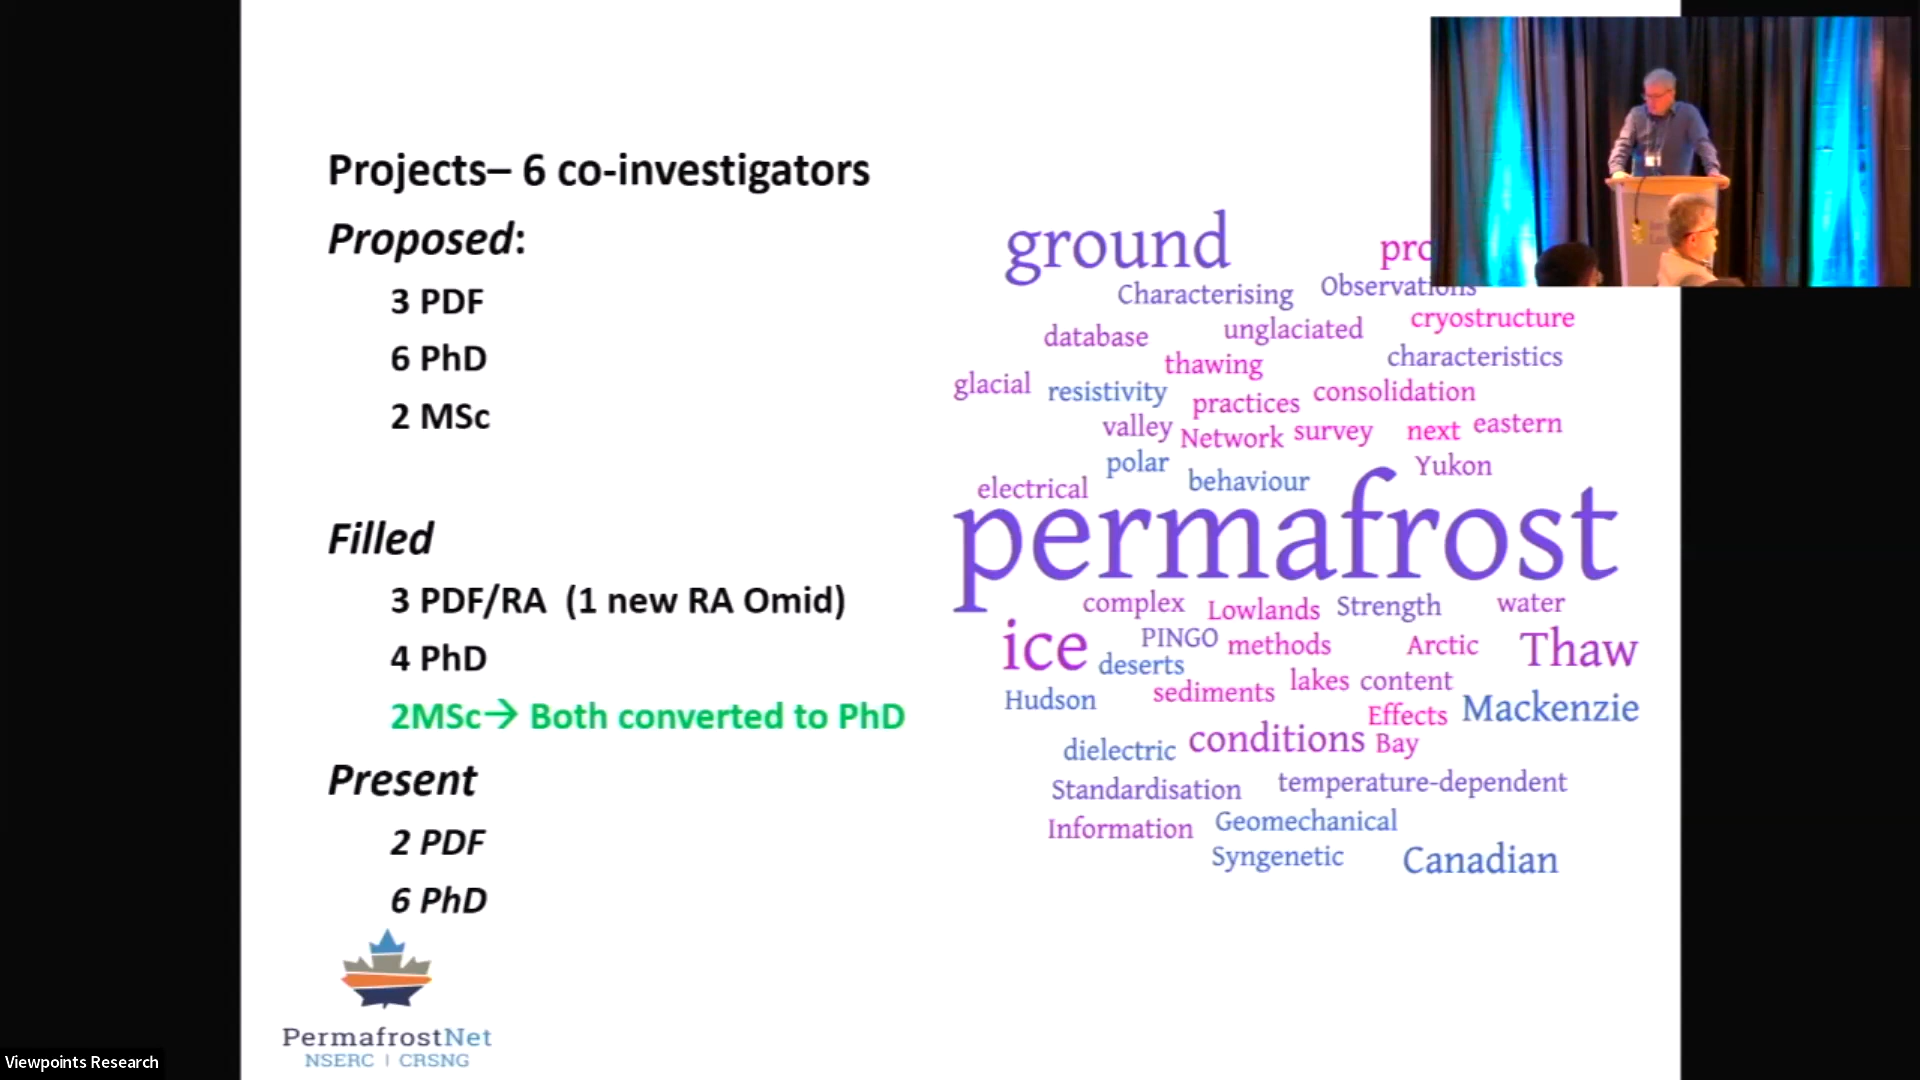 Projects– 6 co-investigators
Proposed:
3 PDF
6 PhD
2 MSc
Filled
3 PDF/RA (1 new RA Omid)
4 PhD
2MSc→ Both converted to PhD
Present
2 PDF
6 PhD
PermafrostNet
NSERC | CRSNG
ground
Characterising Observations
database unglaciated cryostructure
thawing characteristics
glacial resistivity practices consolidation
valley Network survey next eastern
polar behaviour Yukon
electrical
permafrost
complex Lowlands Strength water
ice PINGO methods Arctic Thaw
deserts
Hudson sediments lakes content Mackenzie
Effects
dielectric conditions Bay
Standardisation temperature-dependent
Information Geomechanical
Syngenetic Canadian
Viewpoints Research